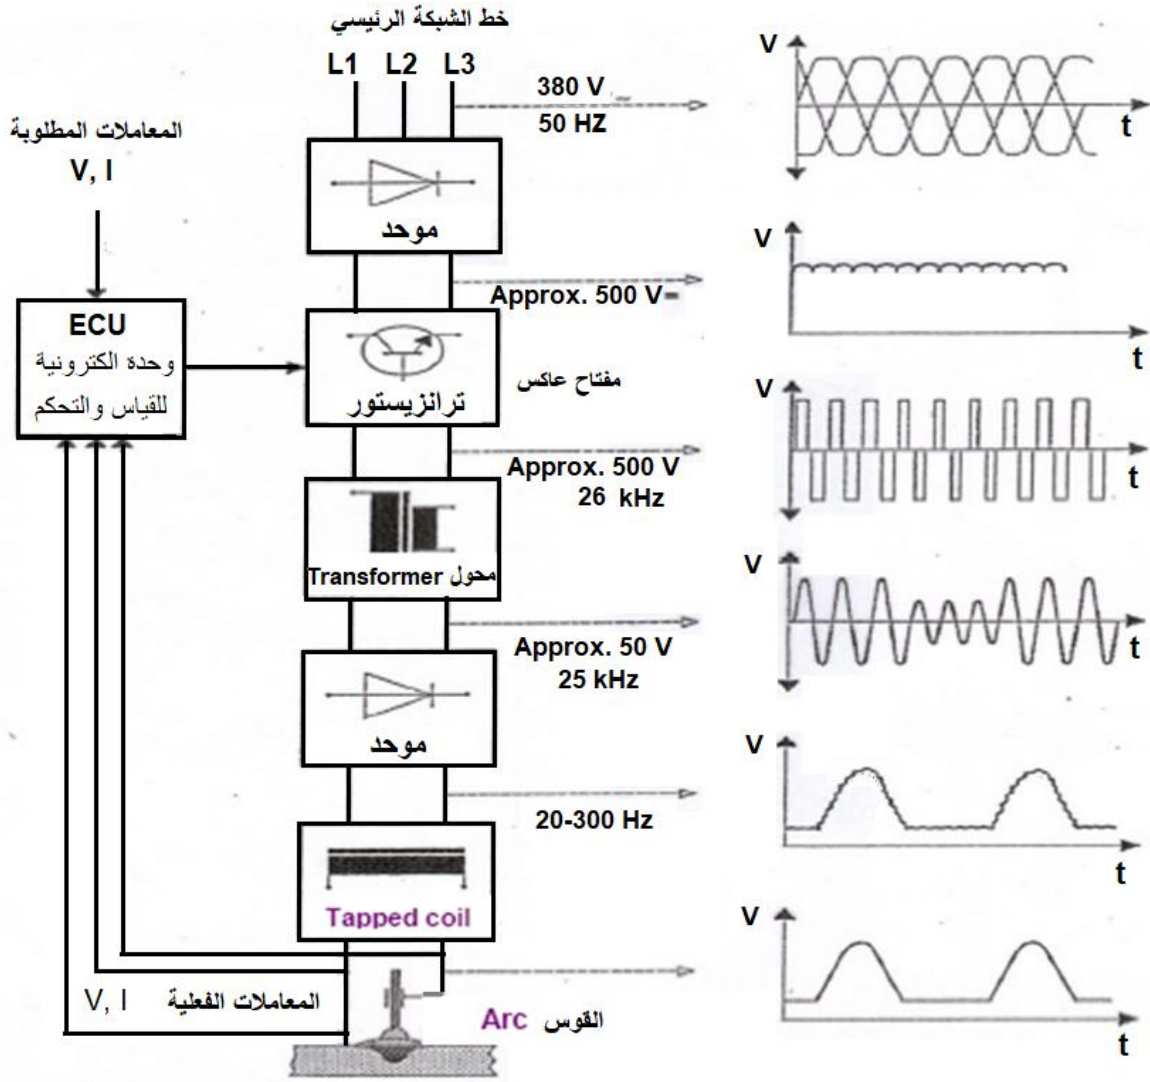 خط الشبكة الرئيسي
L1 L2 L3
380 V ~
50 HZ
V
t
المعاملات المطلوبة
V, I
موحد
Approx. 500 V=
V
t
ECU
وحدة الكترونية
للقياس والتحكم
ترانزيستور
مفتاح عاكس
Approx. 500 V
26 kHz
V
t
Transformer محول
Approx. 50 V
25 kHz
V
t
موحد
20-300 Hz
V
t
Tapped coil
V, I المعاملات الفعلية
Arc القوس
V
t